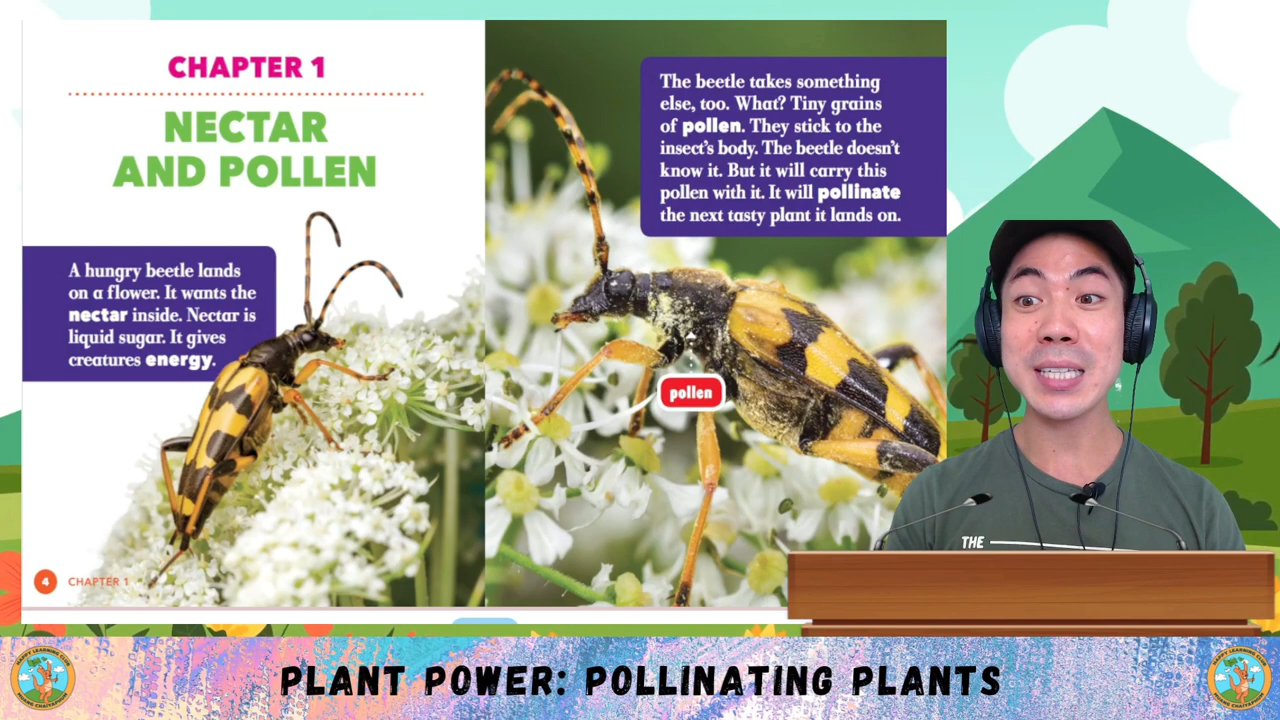 CHAPTER 1
NECTAR
AND POLLEN
A hungry beetle lands
on a flower. It wants the
nectar inside. Nectar is
liquid sugar. It gives
creatures energy.
4 CHAPTER 1
The beetle takes something
else, too. What? Tiny grains
of pollen. They stick to the
insect's body. The beetle doesn't
know it. But it will carry this
pollen with it. It will pollinate
the next tasty plant it lands on.
pollen
THE
PLANT POWER: POLLINATING PLANTS